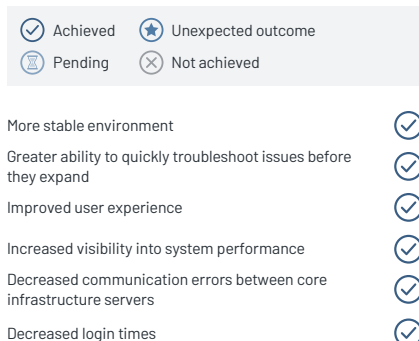 Achieved
Unexpected outcome
Pending
Not achieved
More stable environment
Greater ability to quickly troubleshoot issues before
they expand
Improved user experience
Increased visibility into system performance
Decreased communication errors between core
infrastructure servers
Decreased login times